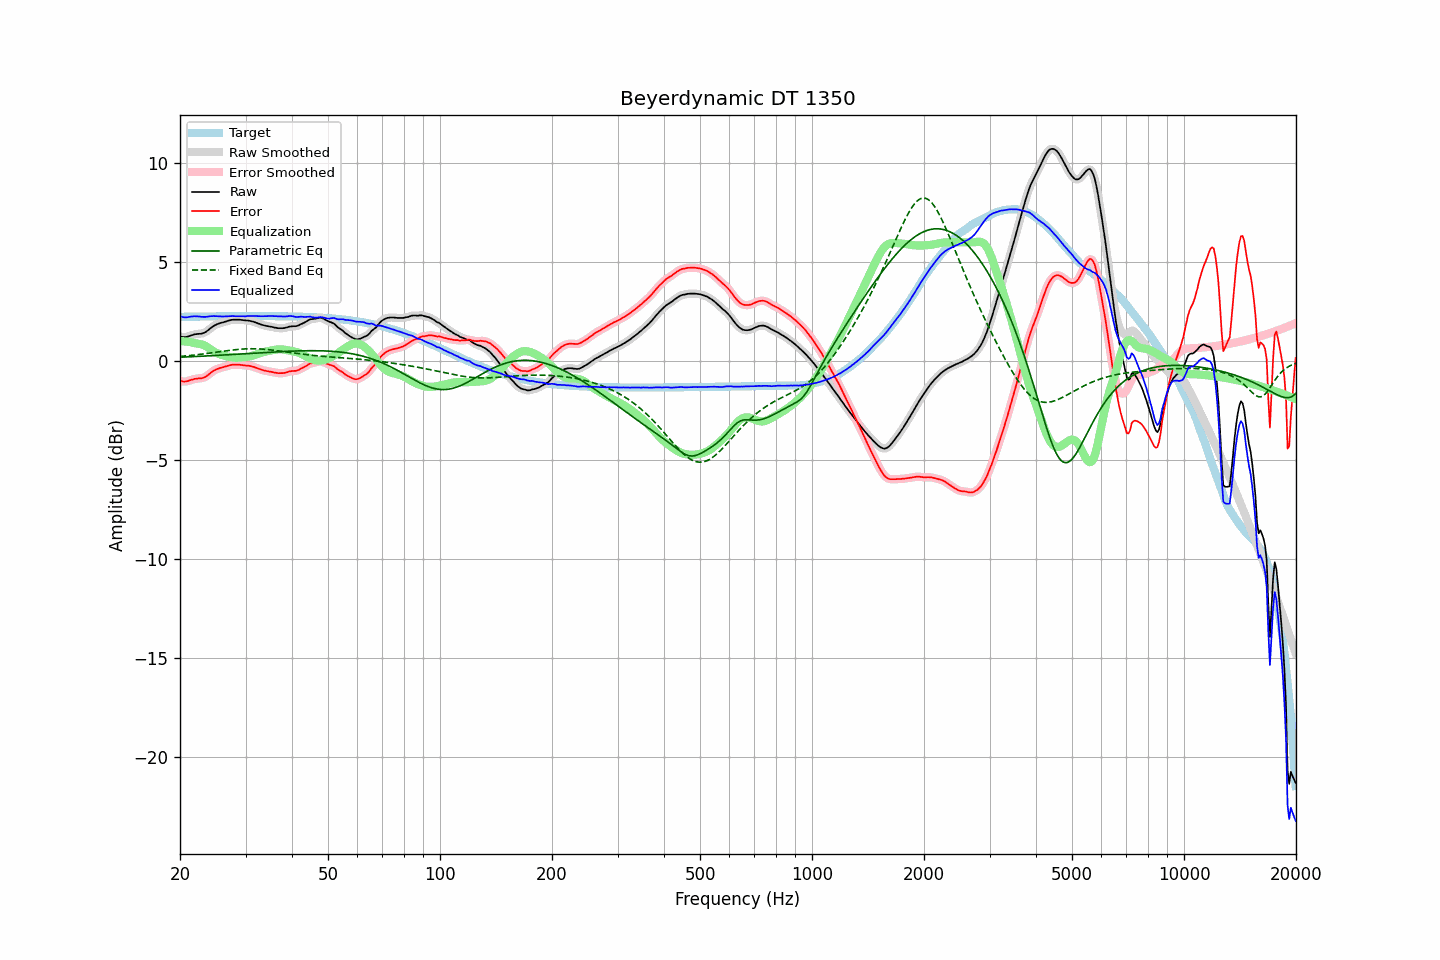 Beyerdynamic DT 1350
Target
Raw Smoothed
Error Smoothed
Raw
Error
Equalization
Parametric Eq
Fixed Band Eq
Equalized
10
5
0
−5
−10
−15
−20
Amplitude (dBr)
20
50
100
200
500
1000
2000
5000
10000
20000
Frequency (Hz)